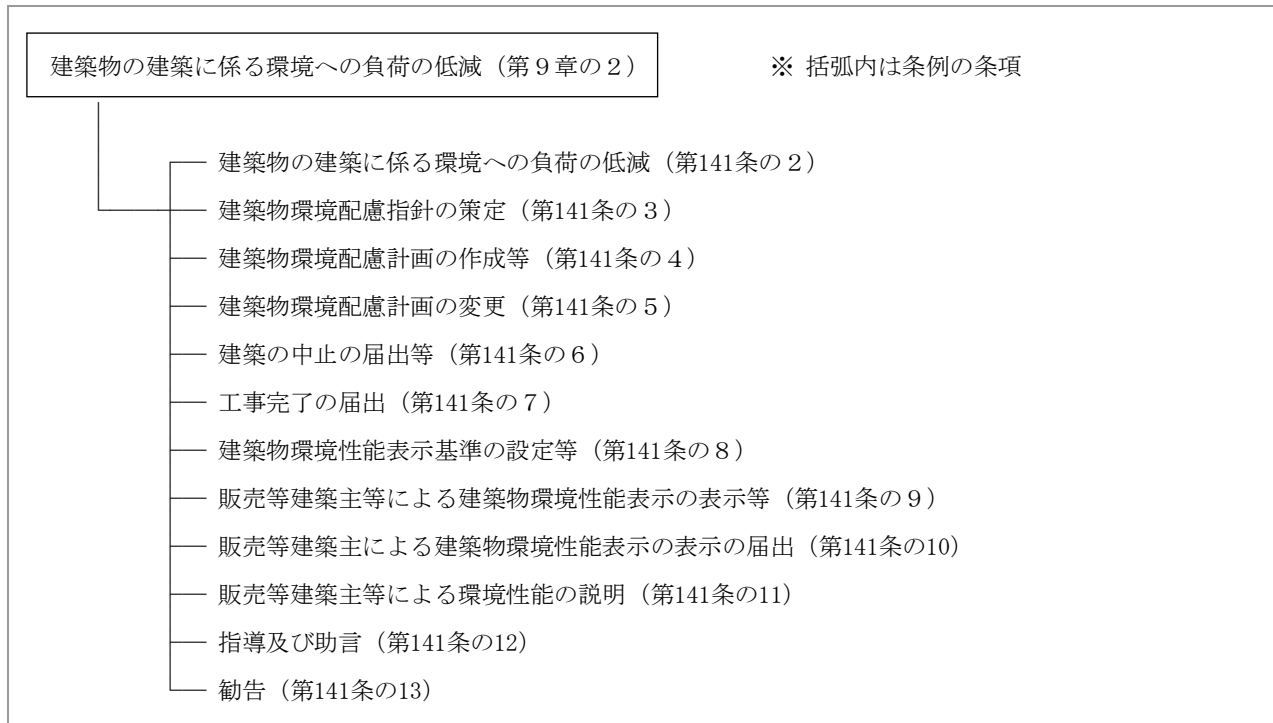 建築物の建築に係る環境への負荷の低減（第９章の２）　※ 括弧内は条例の条項
建築物の建築に係る環境への負荷の低減（第141条の２）
建築物環境配慮指針の策定（第141条の３）
建築物環境配慮計画の作成等（第141条の４）
建築物環境配慮計画の変更（第141条の５）
建築の中止の届出等（第141条の６）
工事完了の届出（第141条の７）
建築物環境性能表示基準の設定等（第141条の８）
販売等建築主等による建築物環境性能表示の表示等（第141条の９）
販売等建築主による建築物環境性能表示の表示の届出（第141条の10）
販売等建築主等による環境性能の説明（第141条の11）
指導及び助言（第141条の12）
勧告（第141条の13）